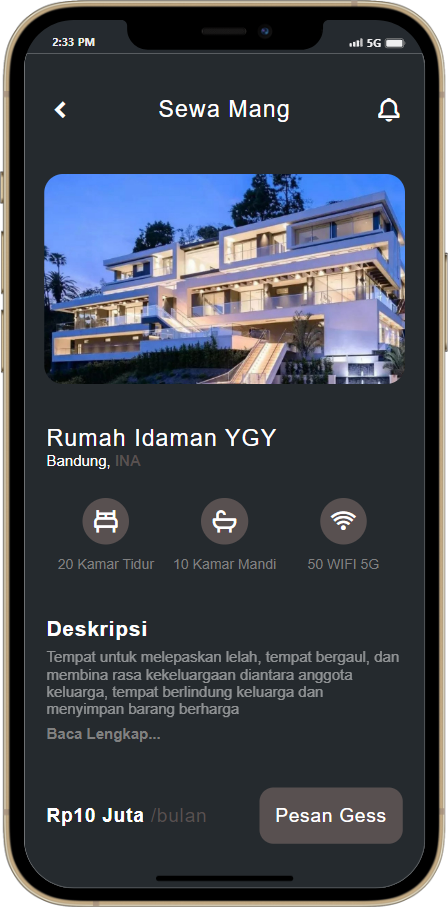 2:33 PM
5G
Sewa Mang
Rumah Idaman YGY
Bandung, INA
20 Kamar Tidur
10 Kamar Mandi
50 WIFI 5G
Deskripsi
Tempat untuk melepaskan lelah, tempat bergaul, dan
membina rasa kekeluargaan diantara anggota
keluarga, tempat berlindung keluarga dan
menyimpan barang berharga
Baca Lengkap...
Rp10 Juta /bulan
Pesan Gess